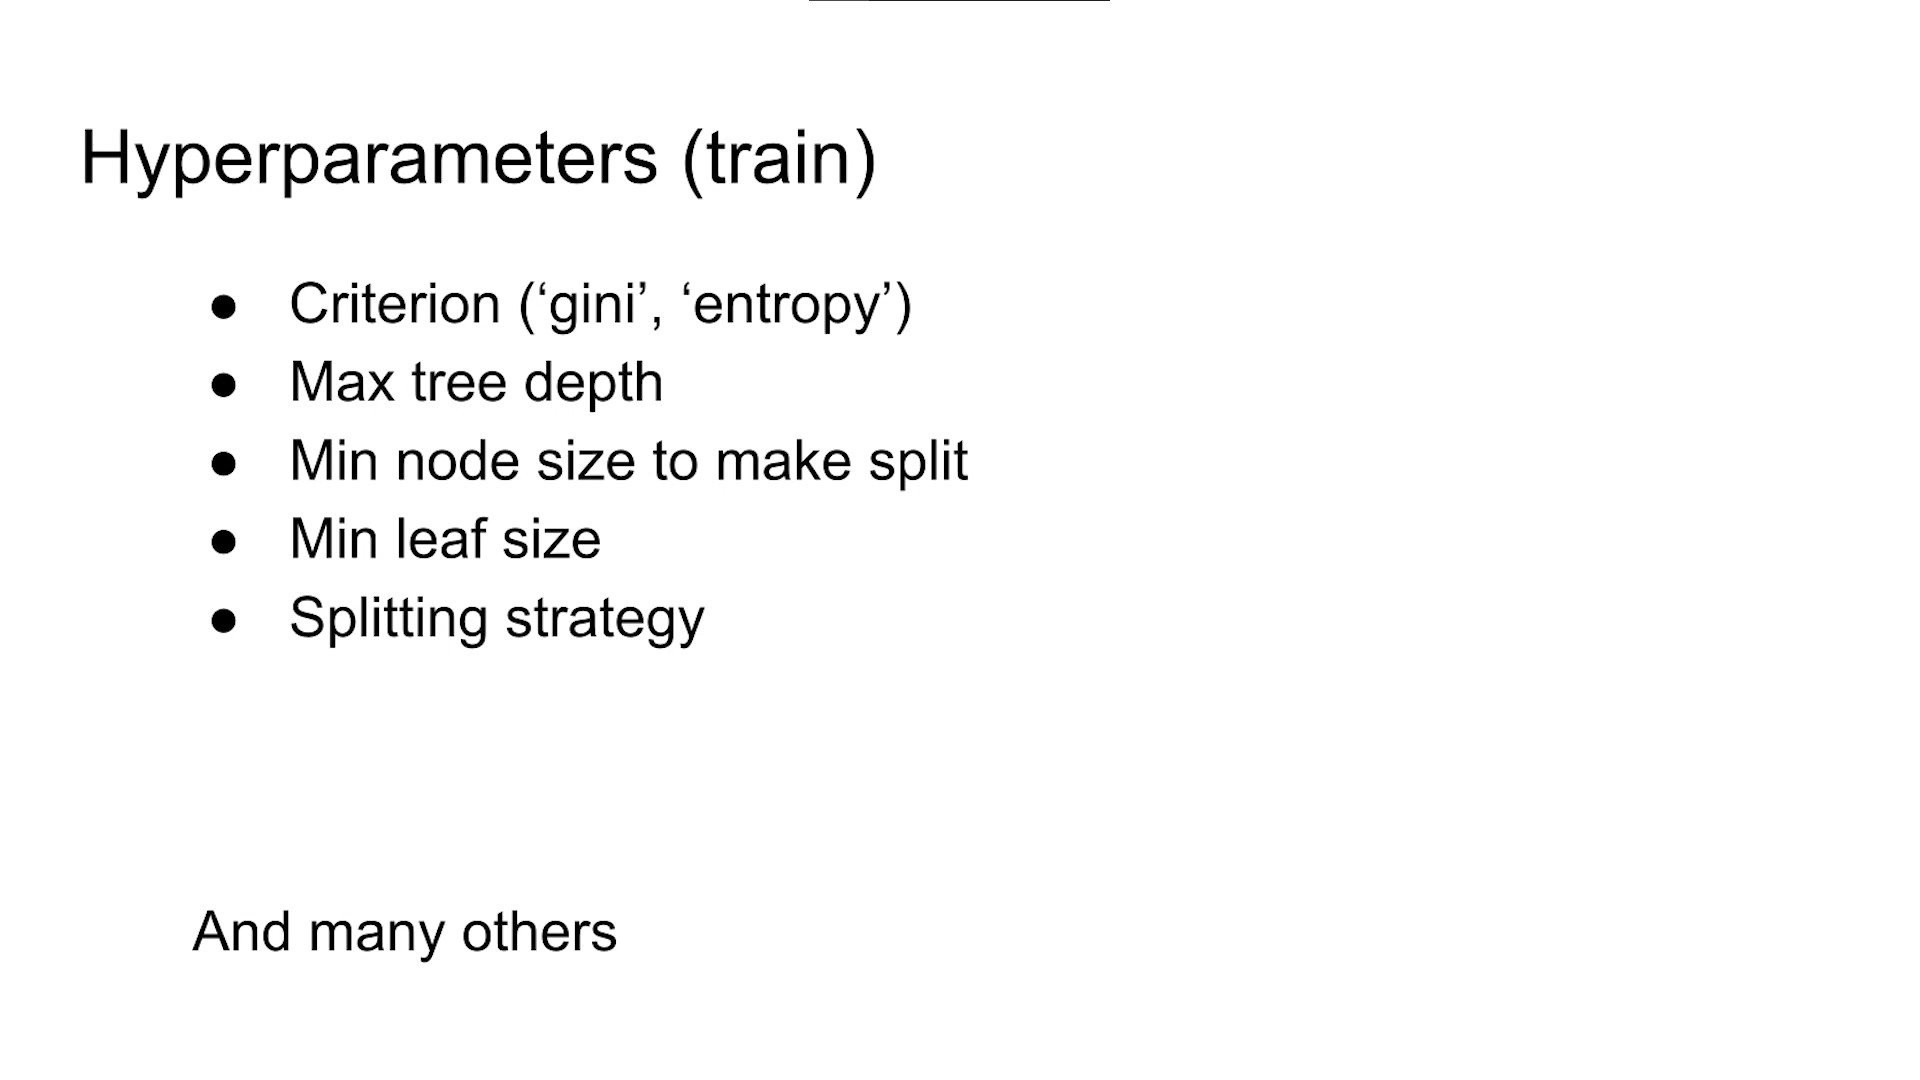 Hyperparameters (train)
● Criterion (‘gini’, ‘entropy’)
● Max tree depth
● Min node size to make split
● Min leaf size
● Splitting strategy
And many others